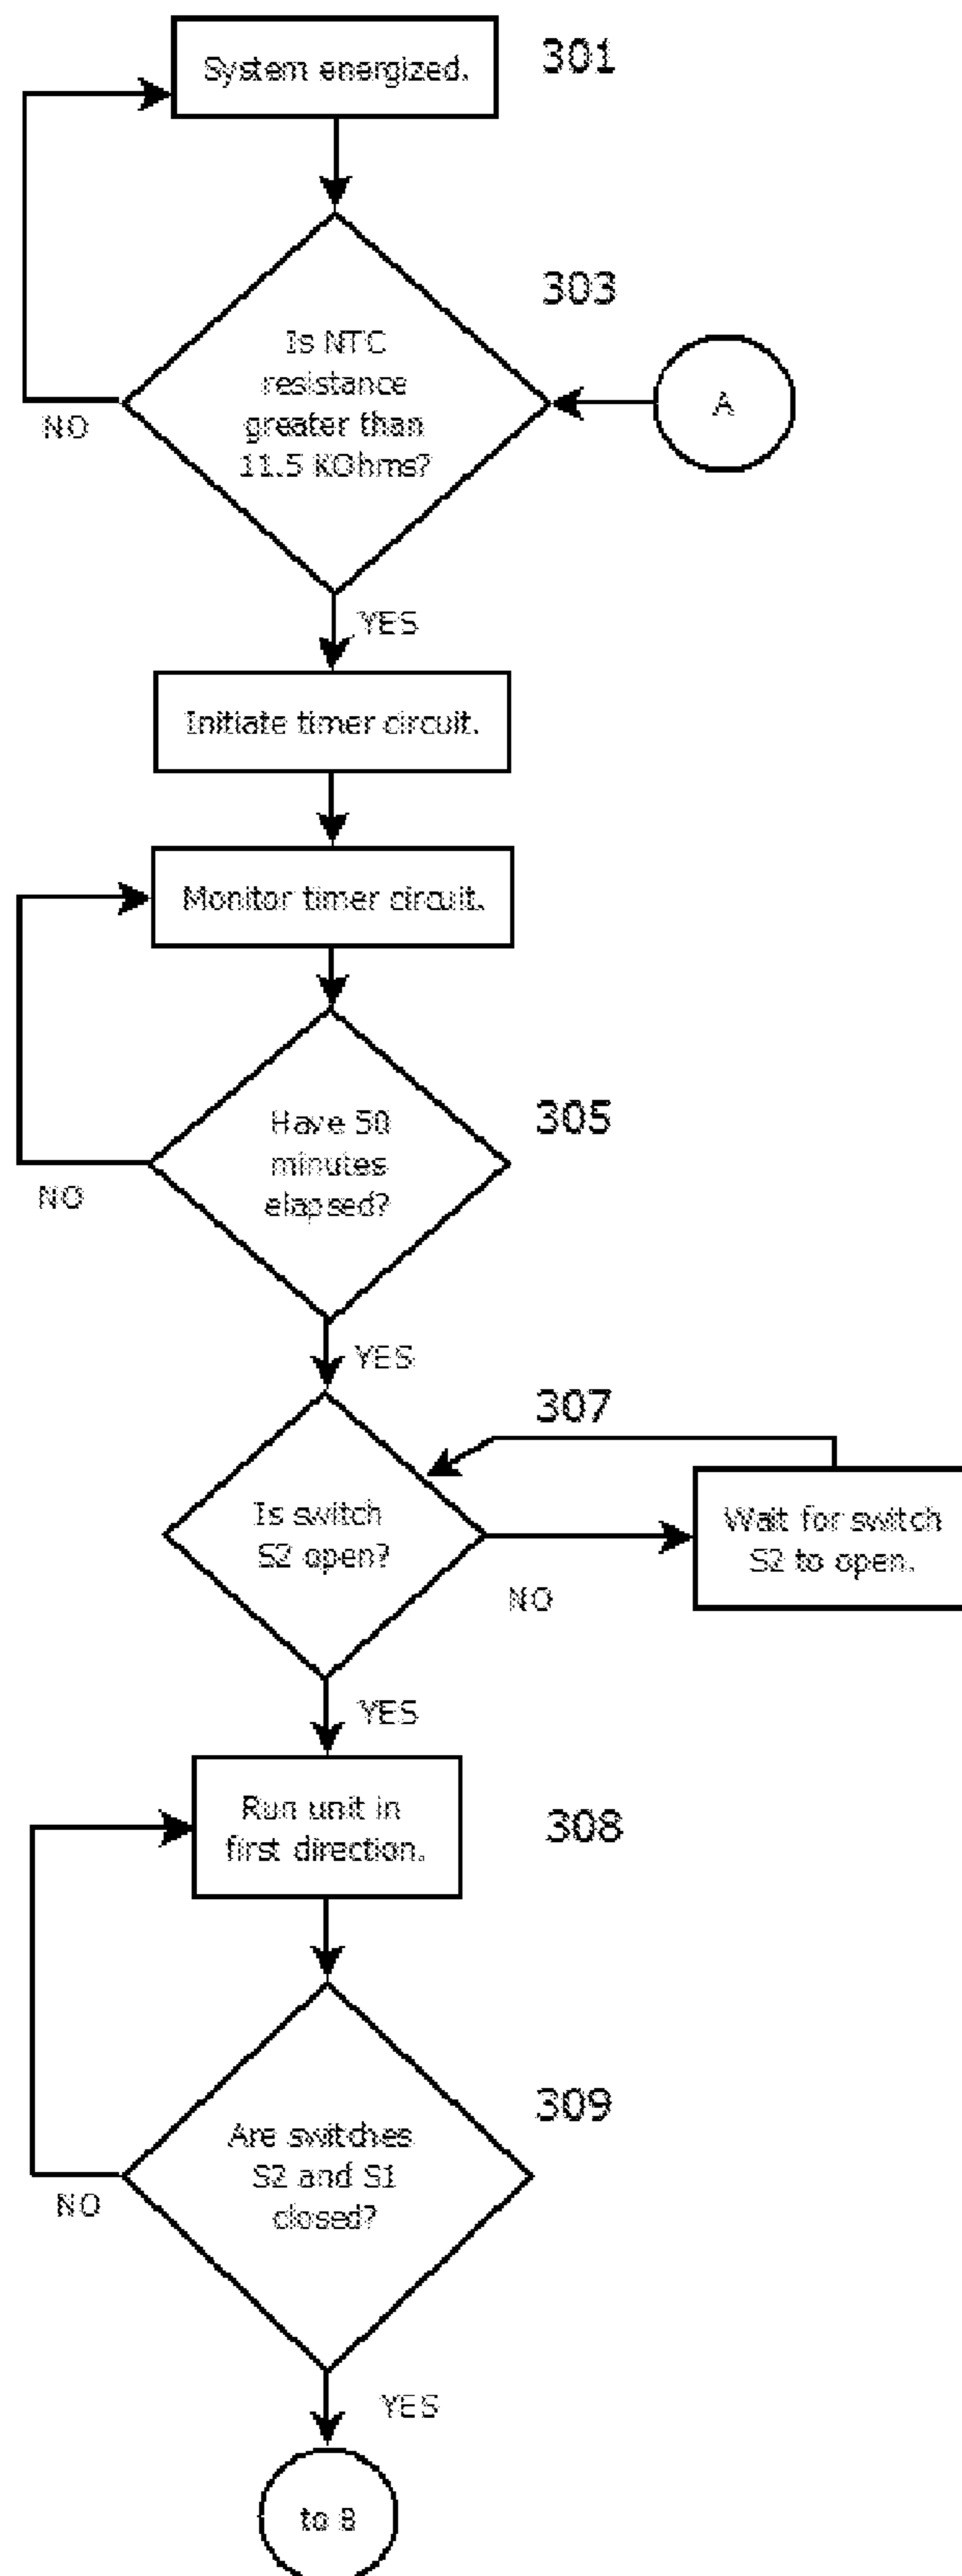 System energized.
301
303
Is NTC
resistance
greater than
11.5 KOhms?
A
NO
YES
Initiate timer circuit.
Monitor timer circuit.
Have 50
minutes
elapsed?
305
NO
YES
307
Is switch
S2 open?
Wait for switch
S2 to open.
NO
YES
Run unit in
first direction.
308
309
Are switches
S2 and S1
closed?
NO
YES
to B